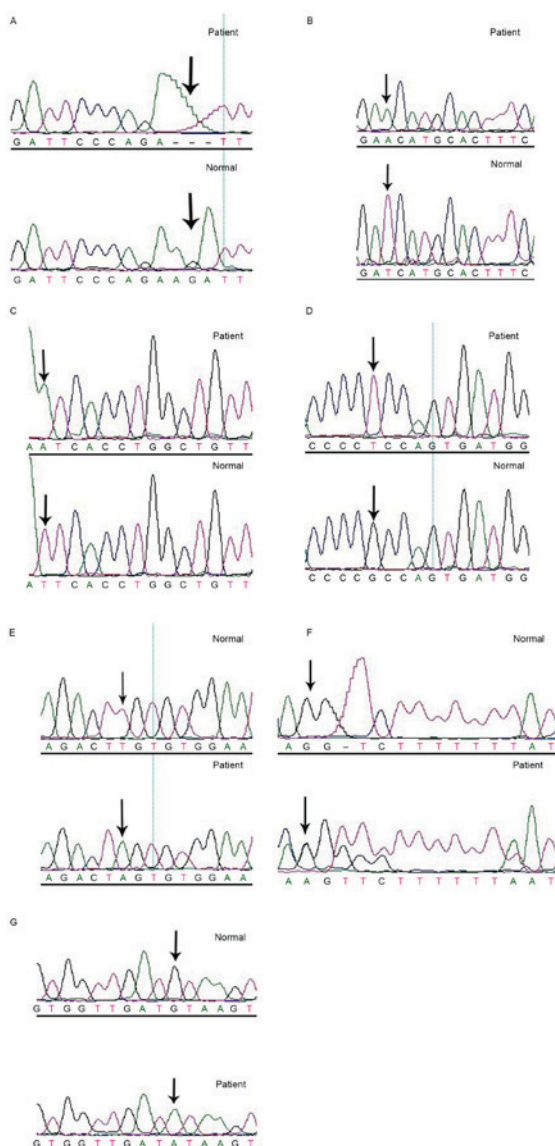 A
Patient
G A T T C C C A G A - - - T T
Normal
G A T T C C C A G A A G A T T
B
Patient
G A A C A T G C A C T T T C
Normal
G A T C A T G C A C T T T C
C
Patient
A A T C A C C T G G C T G T T
Normal
A T T C A C C T G G C T G T T
D
Patient
C C C C T C C A G T G A T G G
Normal
C C C C G C C A G T G A T G G
E
Normal
A G A C T T G T G T G G A A
Patient
A G A C T A G T G T G G A A
F
Normal
A G G - T C T T T T T T A T
Patient
A A G T T C T T T T T A A T
G
Normal
G T G G T T G A T G T A A G T
Patient
G T G G T T G A T A T A A G T